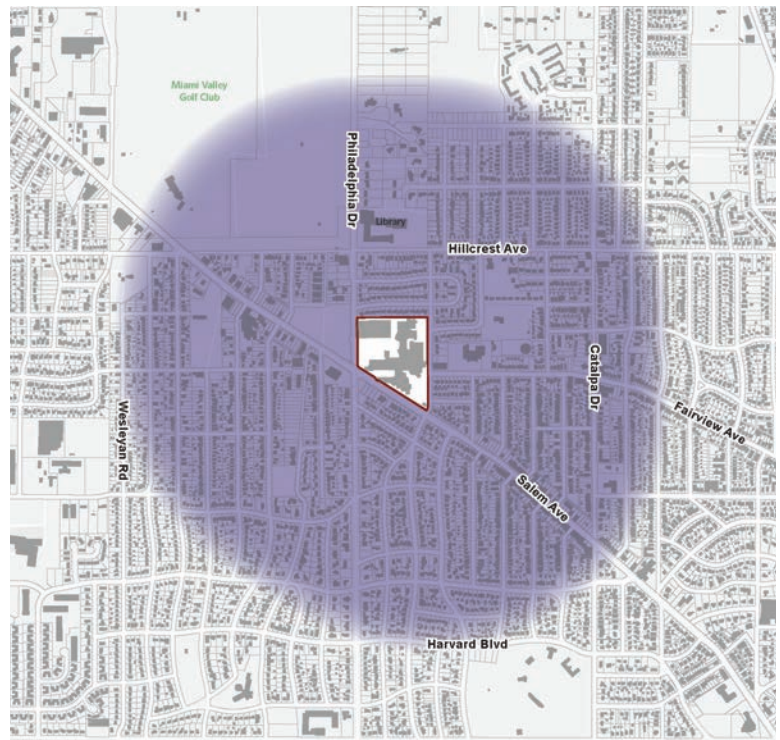 Miami Valley
Golf Club
Philadelphia Dr
Library
Hillcrest Ave
Catalpa Dr
Wesleyan Rd
Fairview Ave
Salem Ave
Harvard Blvd